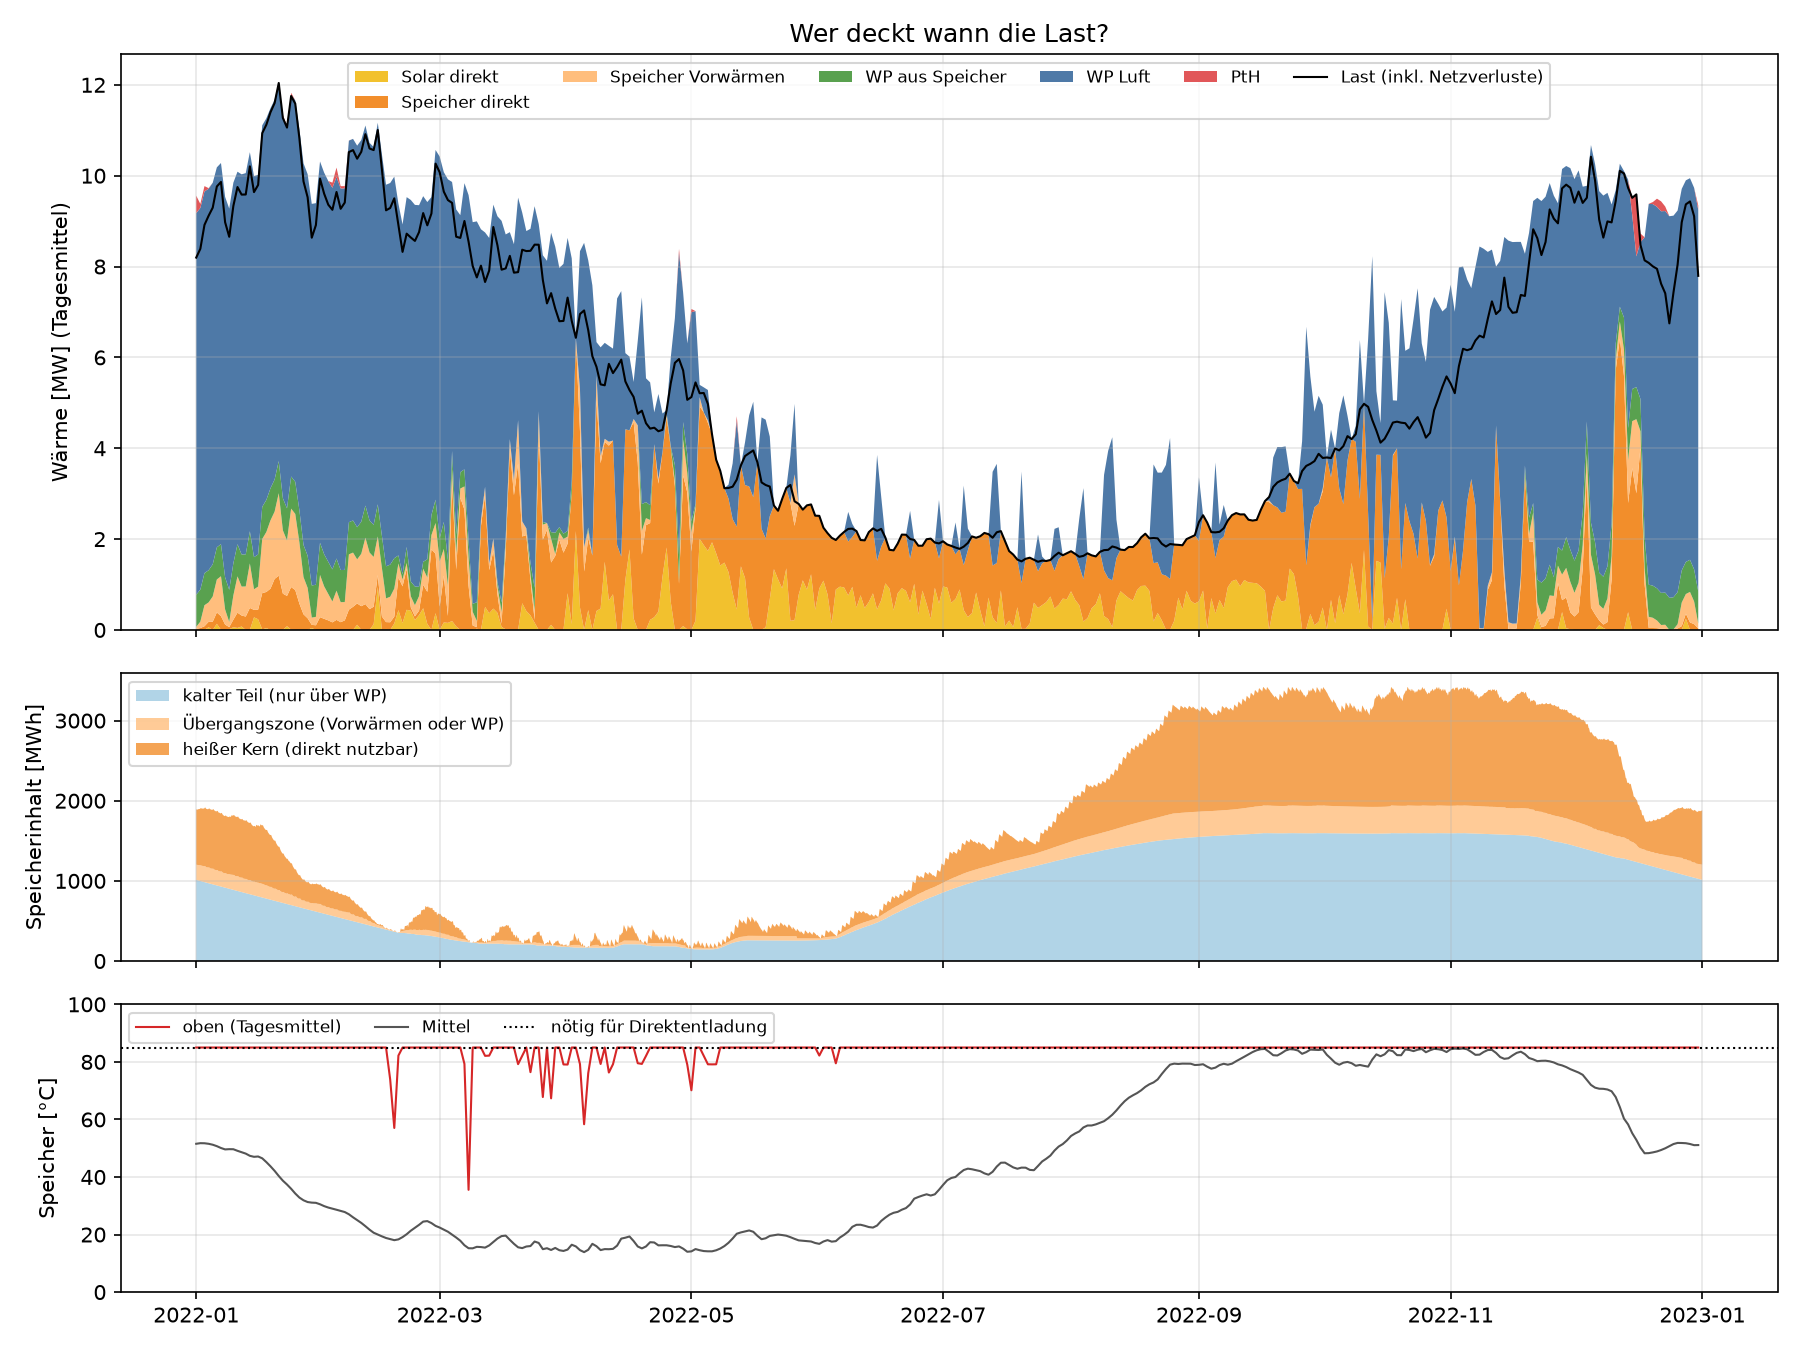 Wer deckt wann die Last?
Solar direkt
Speicher direkt
Speicher Vorwärmen
WP aus Speicher
WP Luft
PtH
Last (inkl. Netzverluste)
Wärme [MW] (Tagesmittel)
12
10
8
6
4
2
0
kalter Teil (nur über WP)
Übergangszone (Vorwärmen oder WP)
heißer Kern (direkt nutzbar)
Speicherinhalt [MWh]
3000
2000
1000
0
oben (Tagesmittel)
Mittel
nötig für Direktentladung
Speicher [°C]
100
80
60
40
20
0
2022-01
2022-03
2022-05
2022-07
2022-09
2022-11
2023-01